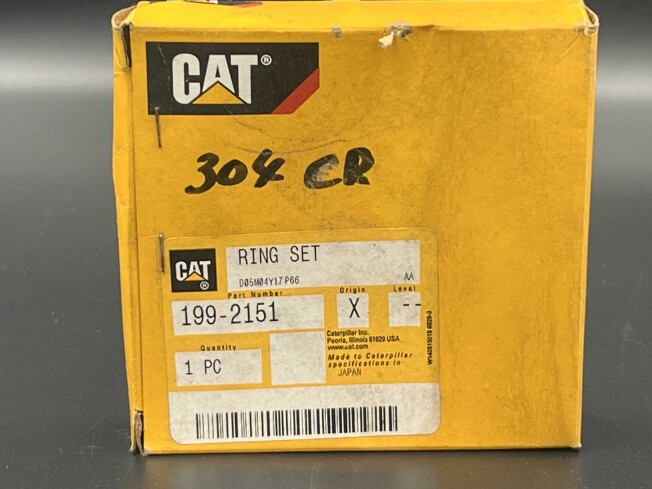 CAT®
304 CR
CAT
RING SET
D05M04Y17P66 AA
Part Number Origin Level
199-2151 X --
Caterpillar Inc.
Peoria, Illinois 61629 USA
www.cat.com
Quantity
1 PC
Made to Caterpillar
specifications in
JAPAN